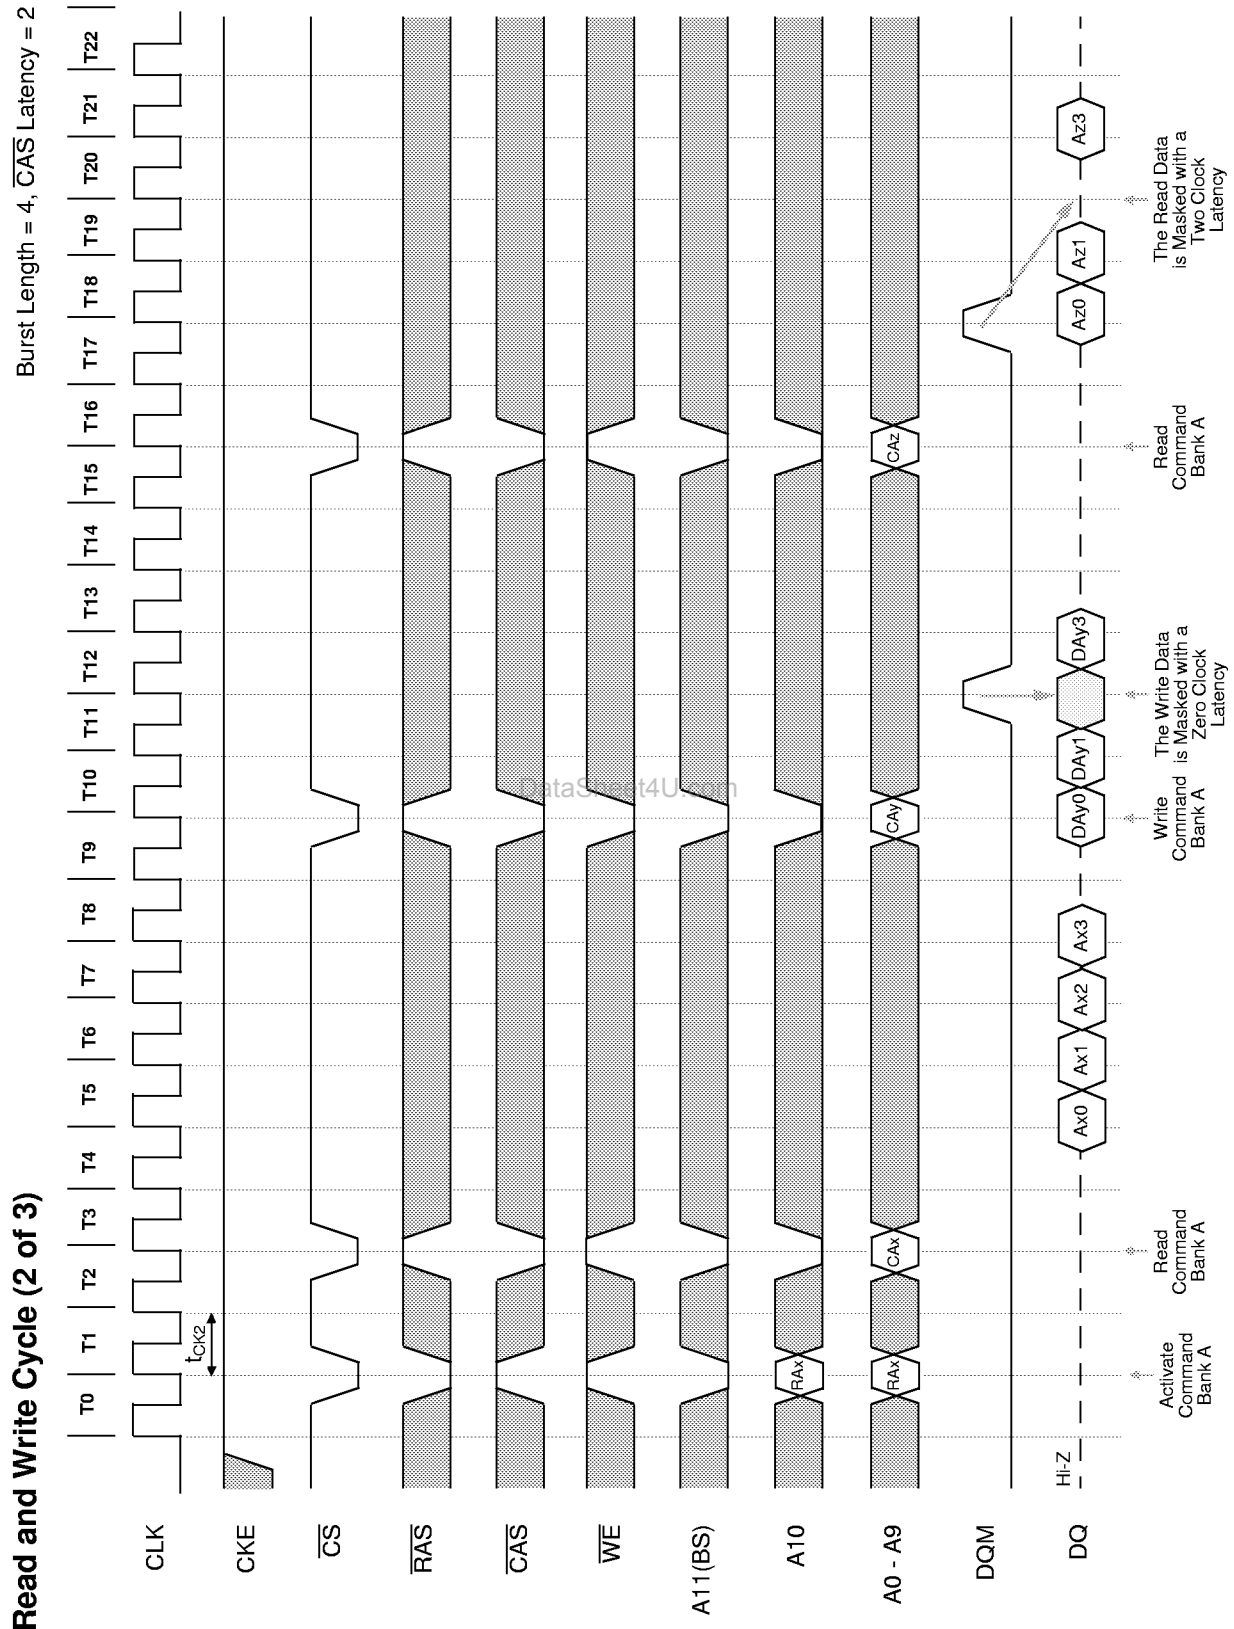 Read and Write Cycle (2 of 3)
Burst Length = 4, CAS Latency = 2
T0 T1 T2 T3 T4 T5 T6 T7 T8 T9 T10 T11 T12 T13 T14 T15 T16 T17 T18 T19 T20 T21 T22
CLK
tCK2
CKE
CS
RAS
CAS
DataSheet4U.com
WE
A11(BS)
A10
RAx
A0 - A9
RAx CAx CAy CAz
DQM
Hi-Z
DQ
Ax0 Ax1 Ax2 Ax3 DAy0 DAy1 DAy3 Az0 Az1 Az3
Activate
Command
Bank A
Read
Command
Bank A
Write
Command
Bank A
The Write Data
is Masked with a
Zero Clock
Latency
Read
Command
Bank A
The Read Data
is Masked with a
Two Clock
Latency